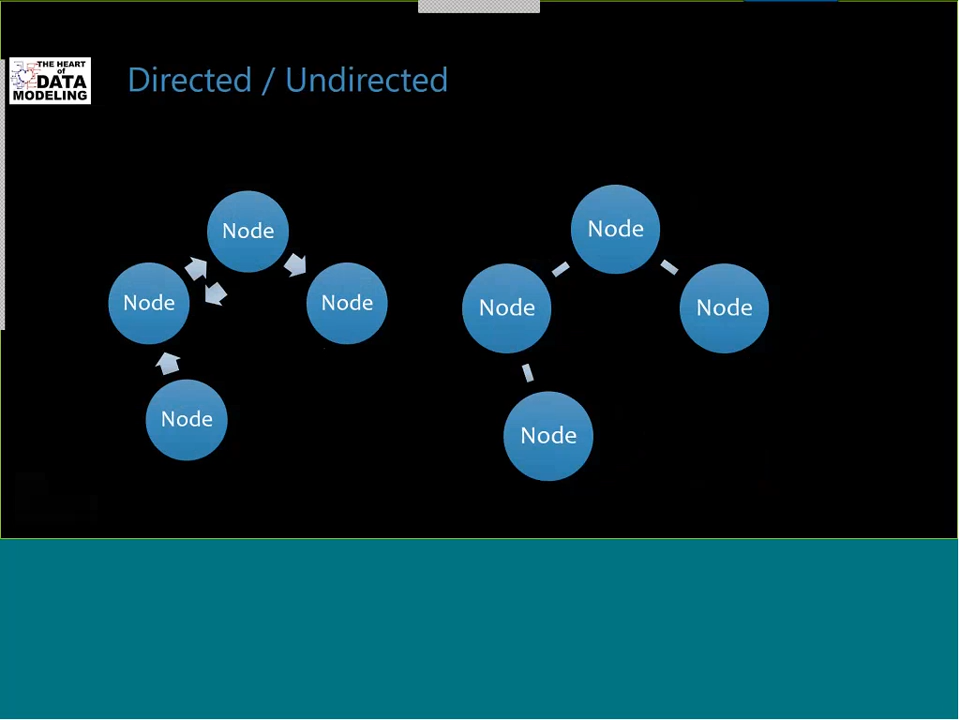 THE HEART
of
DATA
MODELING
Directed / Undirected
Node
Node
Node
Node
Node
Node
Node
Node